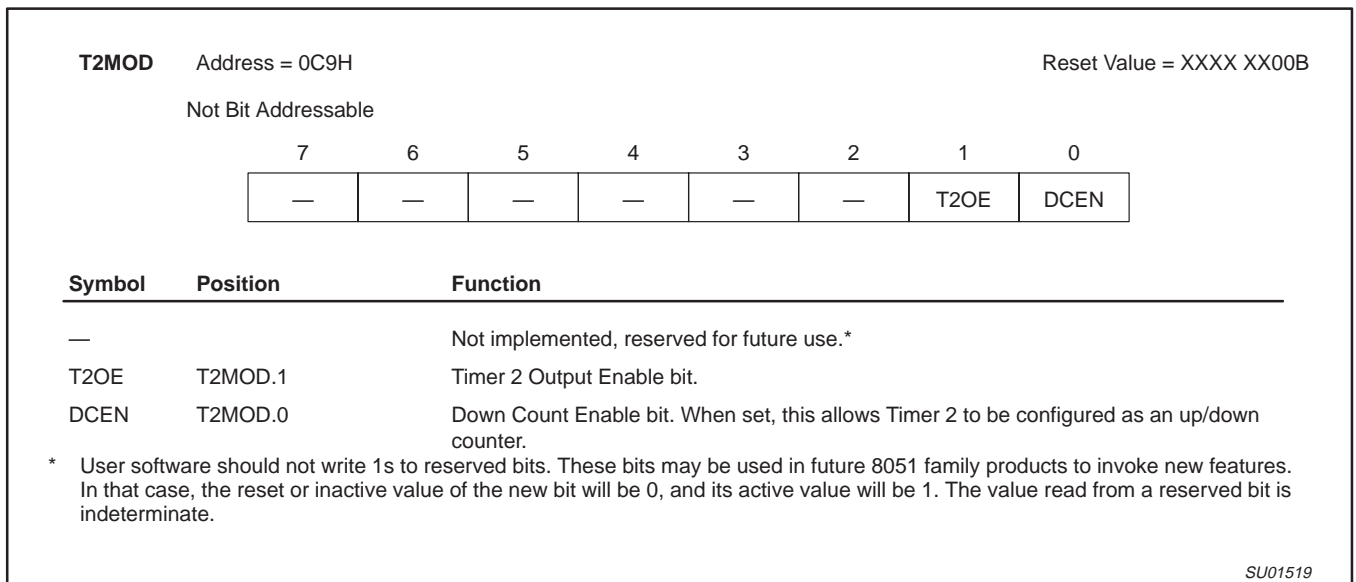 T2MOD Address = 0C9H Reset Value = XXXX XX00B
Not Bit Addressable
7 6 5 4 3 2 1 0
— — — — — — T2OE DCEN
Symbol Position Function
— Not implemented, reserved for future use.*
T2OE T2MOD.1 Timer 2 Output Enable bit.
DCEN T2MOD.0 Down Count Enable bit. When set, this allows Timer 2 to be configured as an up/down
counter.
* User software should not write 1s to reserved bits. These bits may be used in future 8051 family products to invoke new features.
In that case, the reset or inactive value of the new bit will be 0, and its active value will be 1. The value read from a reserved bit is
indeterminate.
SU01519